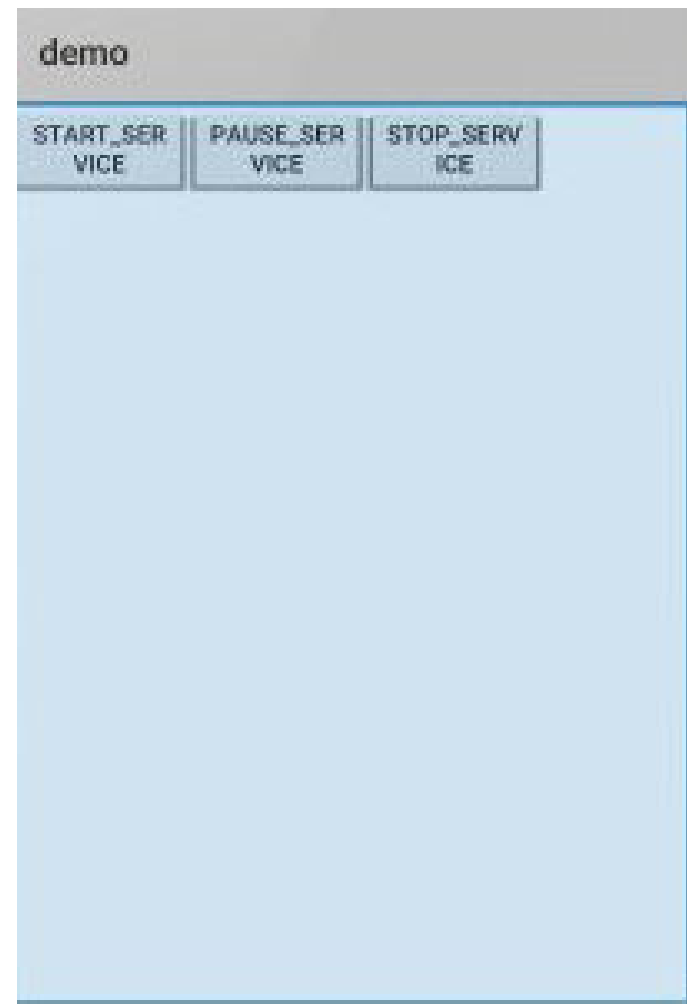 demo
START_SER
VICE
PAUSE_SER
VICE
STOP_SERV
ICE